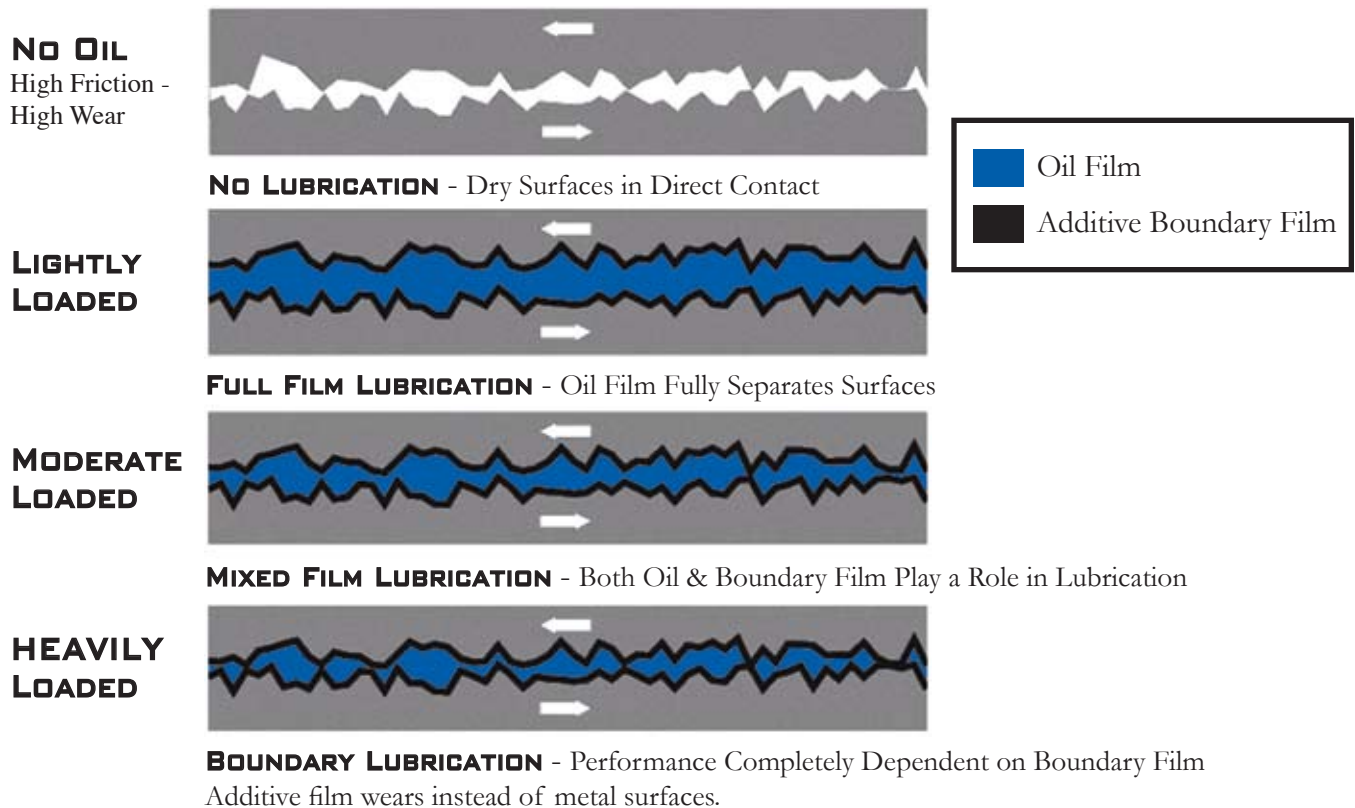 No Oil
High Friction -
High Wear
No Lubrication - Dry Surfaces in Direct Contact
Oil Film
Additive Boundary Film
Lightly
Loaded
Full Film Lubrication - Oil Film Fully Separates Surfaces
Moderate
Loaded
Mixed Film Lubrication - Both Oil & Boundary Film Play a Role in Lubrication
HEAVILY
Loaded
Boundary Lubrication - Performance Completely Dependent on Boundary Film
Additive film wears instead of metal surfaces.